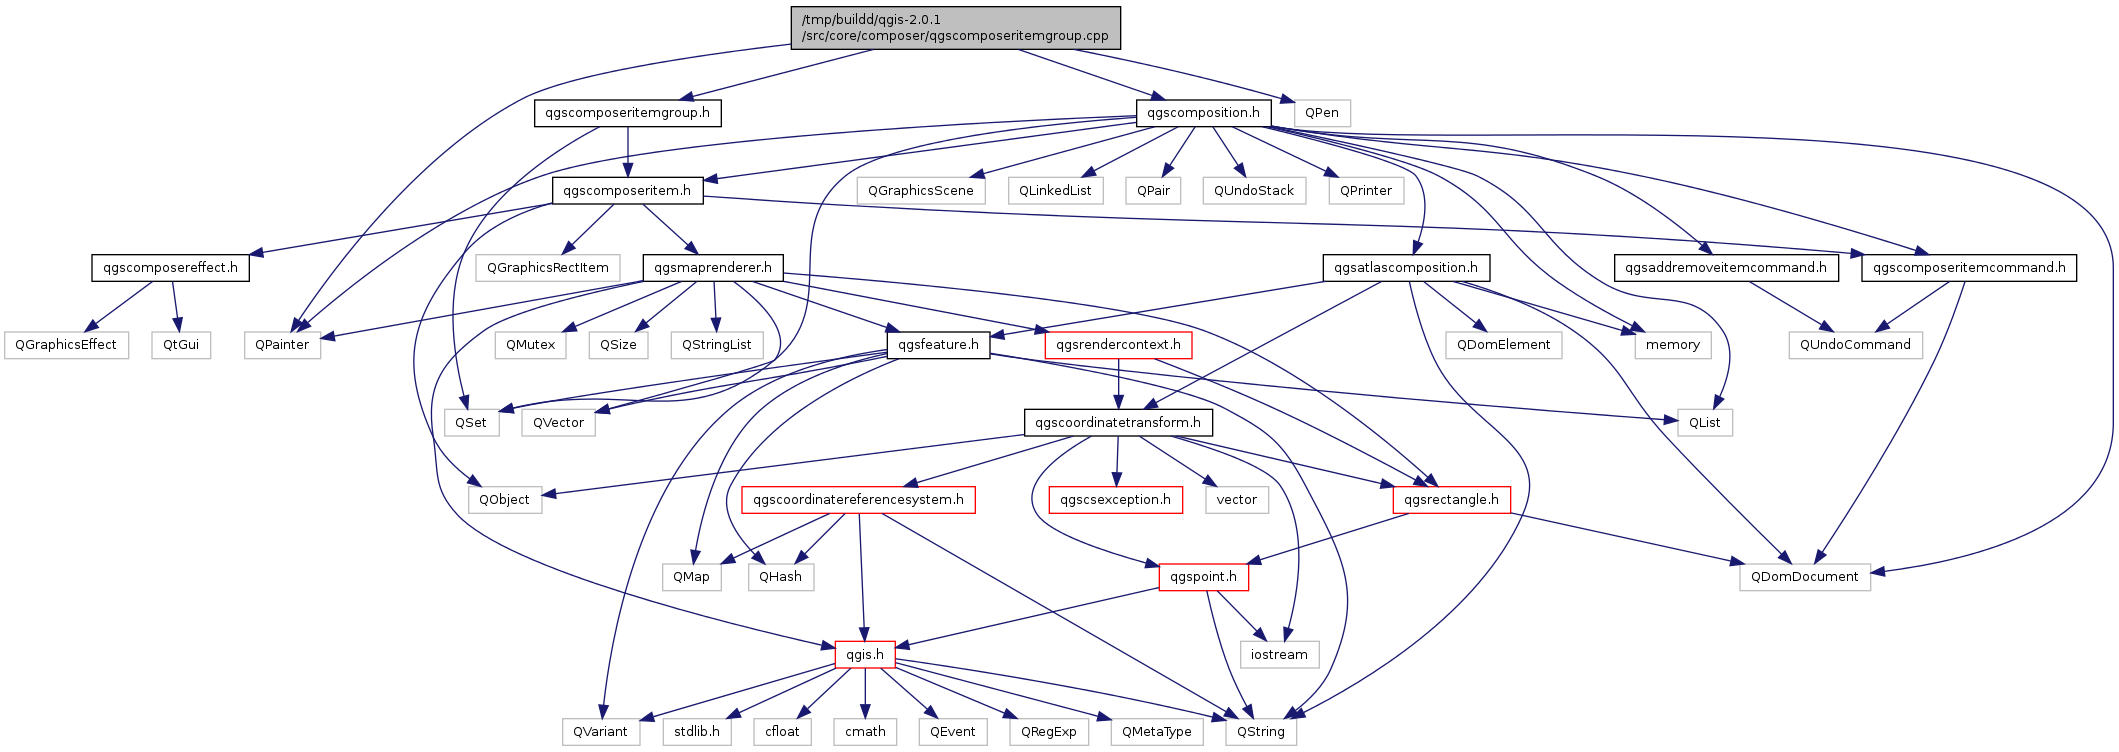 /tmp/buildd/qgis-2.0.1
/src/core/composer/qgscomposeritemgroup.cpp
qgscomposeritemgroup.h
qgscomposition.h
QPen
qgscomposeritem.h
QGraphicsScene
QLinkedList
QPair
QUndoStack
QPrinter
qgscomposereffect.h
QGraphicsRectItem
qgsmaprenderer.h
qgsatlascomposition.h
qgsaddremoveitemcommand.h
qgscomposeritemcommand.h
QGraphicsEffect
QtGui
QPainter
QMutex
QSize
QStringList
qgsfeature.h
qgsrendercontext.h
QDomElement
memory
QUndoCommand
QSet
QVector
qgscoordinatetransform.h
QList
QObject
qgscoordinatereferencesystem.h
qgscsexception.h
vector
qgsrectangle.h
QMap
QHash
qgspoint.h
QDomDocument
qgis.h
iostream
QVariant
stdlib.h
cfloat
cmath
QEvent
QRegExp
QMetaType
QString